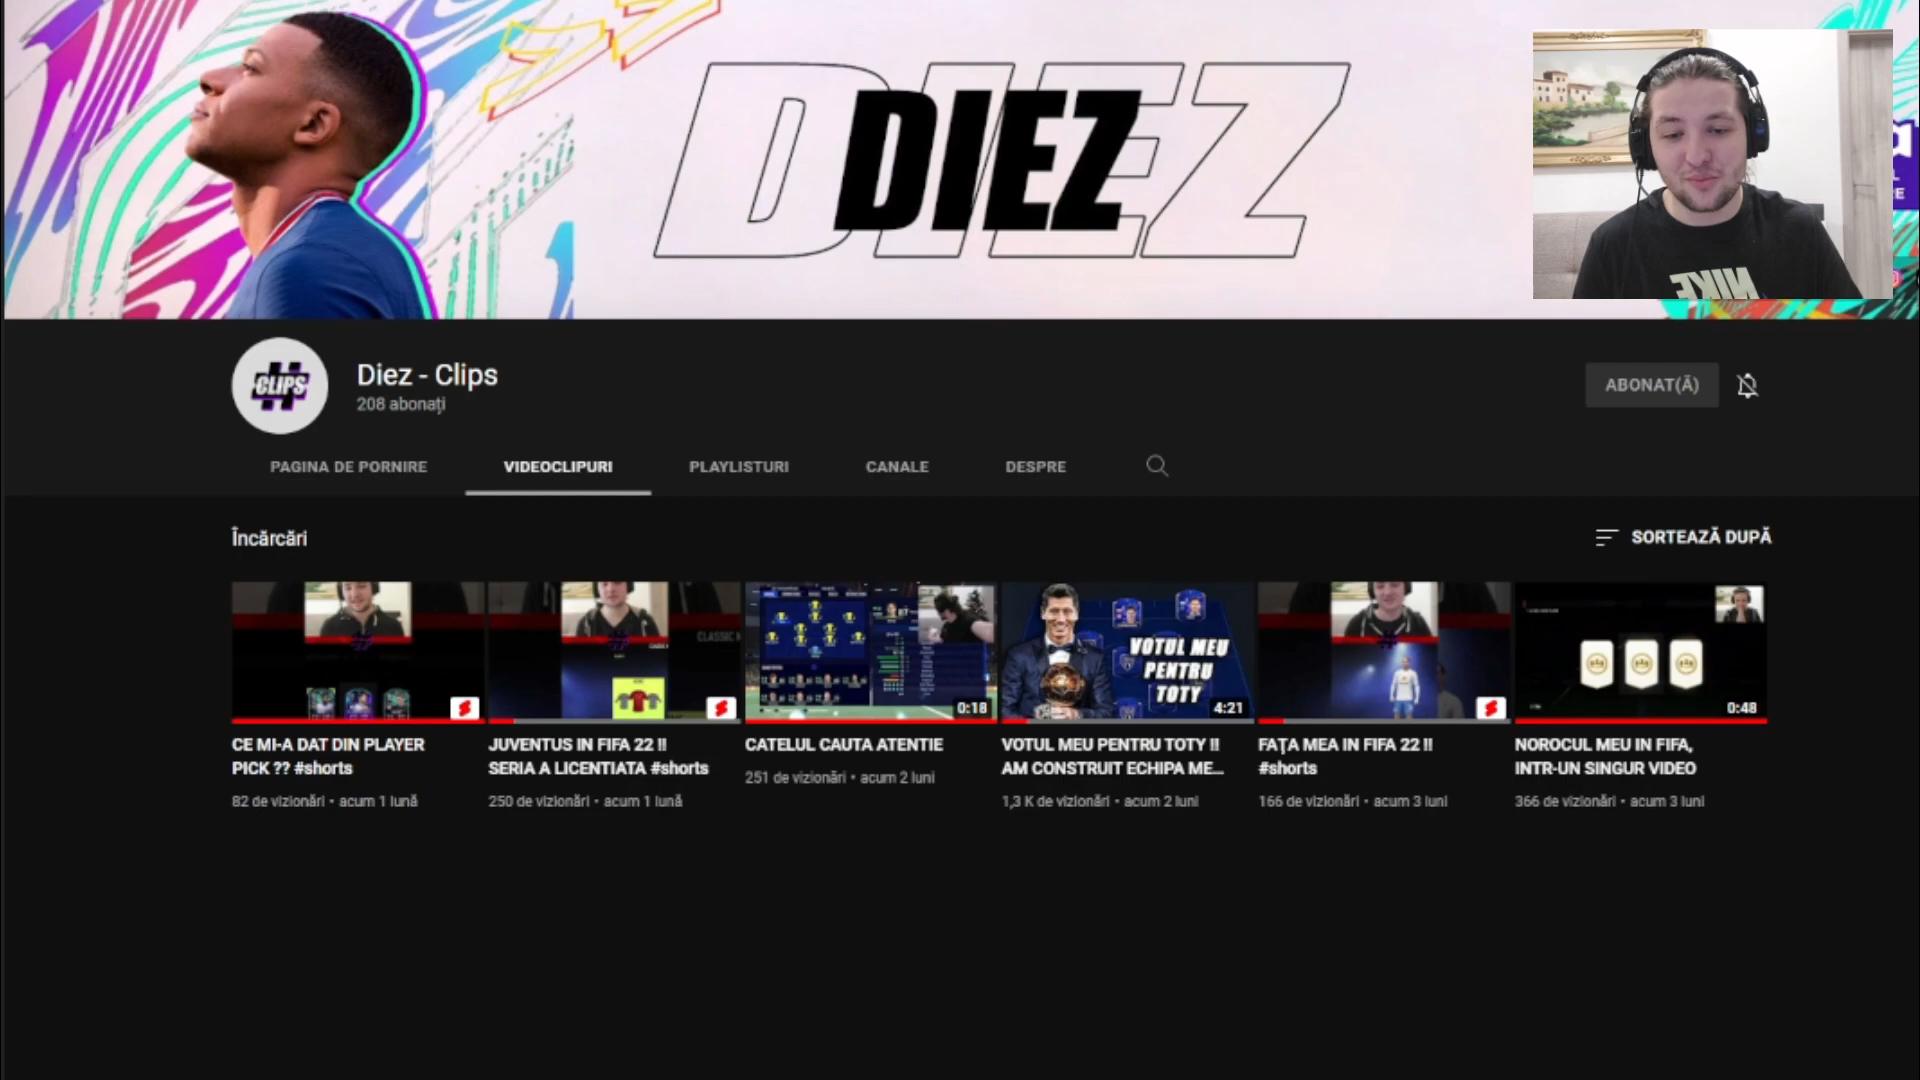 DIEZ
DIEZ
NIKE
E
CLIPS
Diez - Clips
208 abonați
ABONAT(Ă)
PAGINA DE PORNIRE
VIDEOCLIPURI
PLAYLISTURI
CANALE
DESPRE
Încărcări
SORTEAZĂ DUPĂ
VOTUL MEU
PENTRU
TOTY
0:18
4:21
0:48
CE MI-A DAT DIN PLAYER
PICK ?? #shorts
82 de vizionări • acum 1 lună
JUVENTUS IN FIFA 22 !!
SERIA A LICENTIATA #shorts
250 de vizionări • acum 1 lună
CATELUL CAUTA ATENTIE
251 de vizionări • acum 2 luni
VOTUL MEU PENTRU TOTY !!
AM CONSTRUIT ECHIPA ME...
1,3 K de vizionări • acum 2 luni
FAȚA MEA IN FIFA 22 !!
#shorts
166 de vizionări • acum 3 luni
NOROCUL MEU IN FIFA,
INTR-UN SINGUR VIDEO
366 de vizionări • acum 3 luni